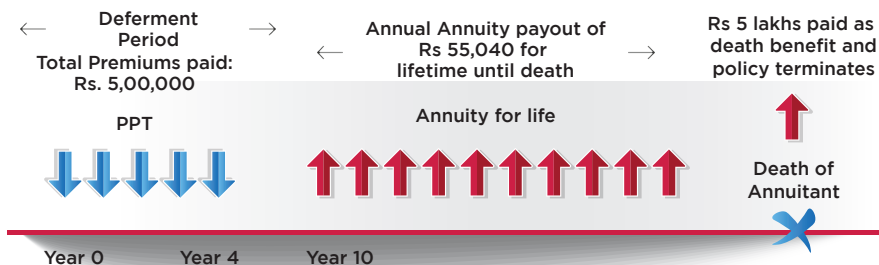 Deferment
Period
Total Premiums paid:
Rs. 5,00,000
PPT
Annual Annuity payout of
Rs 55,040 for
lifetime until death
Annuity for life
Rs 5 lakhs paid as
death benefit and
policy terminates
Death of
Annuitant
Year 0
Year 4
Year 10